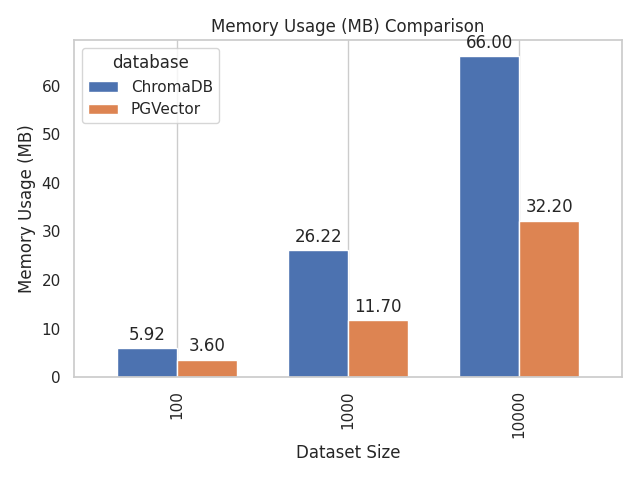 Memory Usage (MB) Comparison
database
ChromaDB
PGVector
Memory Usage (MB)
60
50
40
30
20
10
0
5.92
3.60
26.22
11.70
66.00
32.20
100
1000
10000
Dataset Size